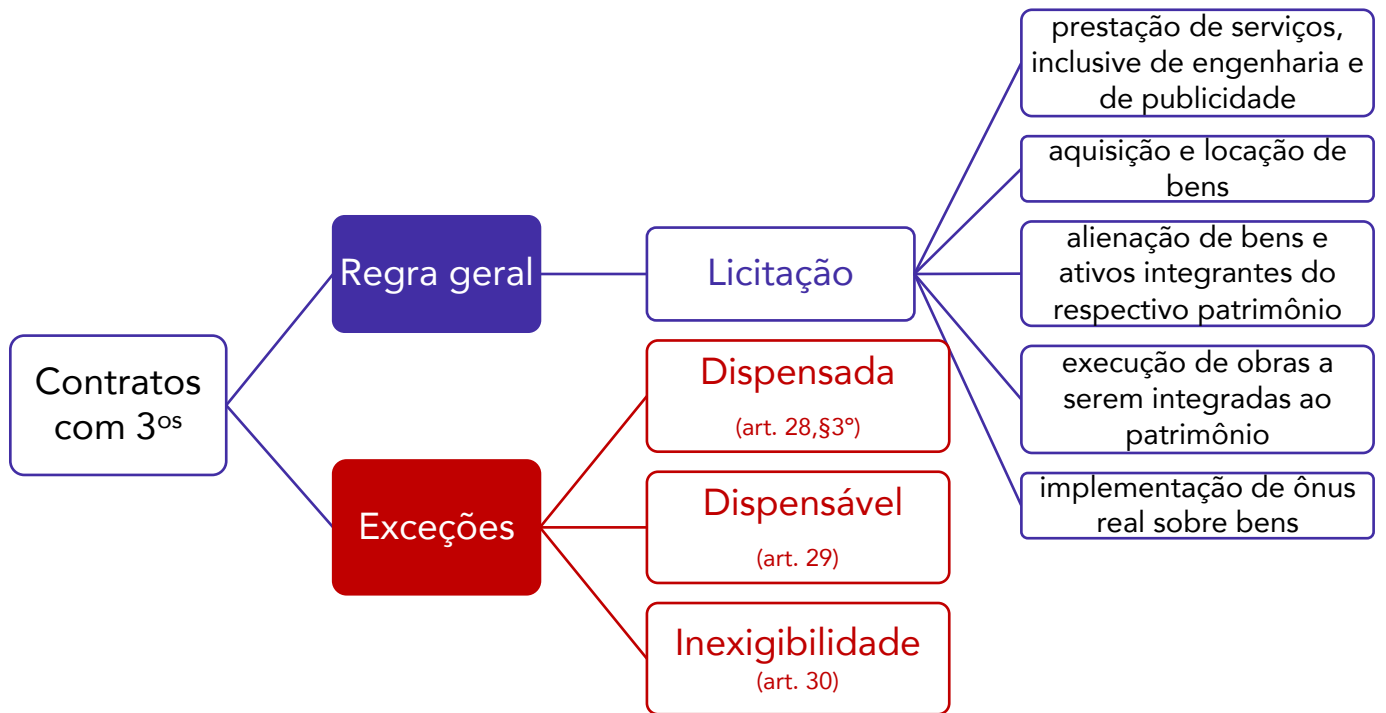 Contratos
com 3ºs
Regra geral
Licitação
prestação de serviços,
inclusive de engenharia e
de publicidade
aquisição e locação de
bens
alienação de bens e
ativos integrantes do
respectivo patrimônio
execução de obras a
serem integradas ao
patrimônio
implementação de ônus
real sobre bens
Exceções
Dispensada
(art. 28,§3º)
Dispensável
(art. 29)
Inexigibilidade
(art. 30)